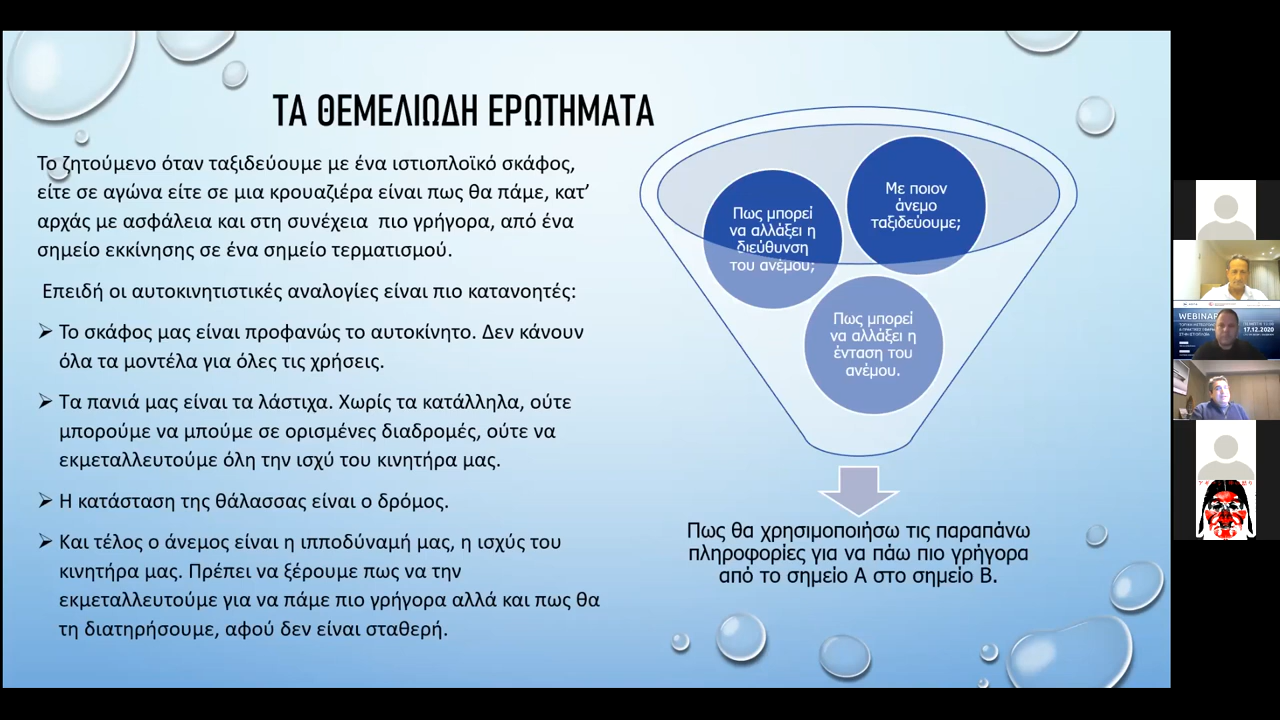 ΤΑ ΘΕΜΕΛΙΩΔΗ ΕΡΩΤΗΜΑΤΑ
Το ζητούμενο όταν ταξιδεύουμε με ένα ιστιοπλοϊκό σκάφος,
είτε σε αγώνα είτε σε μια κρουαζιέρα είναι πως θα πάμε, κατ’
αρχάς με ασφάλεια και στη συνέχεια πιο γρήγορα, από ένα
σημείο εκκίνησης σε ένα σημείο τερματισμού.
Επειδή οι αυτοκινητιστικές αναλογίες είναι πιο κατανοητές:
➢ Το σκάφος μας είναι προφανώς το αυτοκίνητο. Δεν κάνουν
όλα τα μοντέλα για όλες τις χρήσεις.
➢ Τα πανιά μας είναι τα λάστιχα. Χωρίς τα κατάλληλα, ούτε
μπορούμε να μπούμε σε ορισμένες διαδρομές, ούτε να
εκμεταλλευτούμε όλη την ισχύ του κινητήρα μας.
➢ Η κατάσταση της θάλασσας είναι ο δρόμος.
➢ Και τέλος ο άνεμος είναι η ιπποδύναμή μας, η ισχύς του
κινητήρα μας. Πρέπει να ξέρουμε πως να την
εκμεταλλευτούμε για να πάμε πιο γρήγορα αλλά και πως θα
τη διατηρήσουμε, αφού δεν είναι σταθερή.
Πως μπορεί
να αλλάξει η
διεύθυνση
του ανέμου;
Με ποιον
άνεμο
ταξιδεύουμε;
Πως μπορεί
να αλλάξει η
ένταση του
ανέμου.
Πως θα χρησιμοποιήσω τις παραπάνω
πληροφορίες για να πάω πιο γρήγορα
από το σημείο Α στο σημείο Β.
WEBINAR
17.12.2020